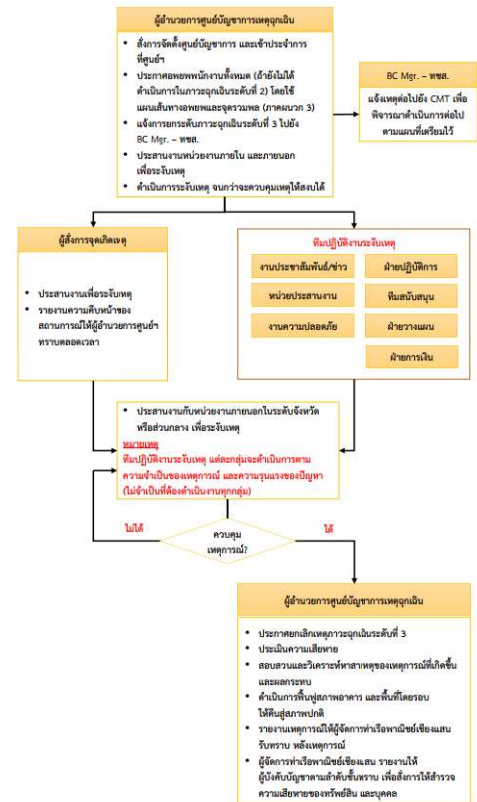 ผู้อำนวยการศูนย์บัญชาการเหตุฉุกเฉิน
• สั่งการจัดตั้งศูนย์บัญชาการ และเข้าประจำการ
ที่ศูนย์ฯ
• ประกาศอพยพพนักงานทั้งหมด (ถ้ายังไม่ได้
ดำเนินการในภาวะฉุกเฉินระดับที่ 2) โดยใช้
แผนเส้นทางอพยพและจุดรวมพล (ภาคผนวก 3)
• แจ้งการยกระดับภาวะฉุกเฉินระดับที่ 3 ไปยัง
BC Mgr. – ทชส.
• ประสานงานหน่วยงานภายใน และภายนอก
เพื่อระงับเหตุ
• ดำเนินการระงับเหตุ จนกว่าจะควบคุมเหตุให้สงบได้
BC Mgr. – ทชส.
แจ้งเหตุต่อไปยัง CMT เพื่อ
พิจารณาดำเนินการต่อไป
ตามแผนที่เตรียมไว้
ผู้สั่งการจุดเกิดเหตุ
• ประสานงานเพื่อระงับเหตุ
• รายงานความคืบหน้าของ
สถานการณ์ให้ผู้อำนวยการศูนย์ฯ
ทราบตลอดเวลา
ทีมปฏิบัติงานระงับเหตุ
งานประชาสัมพันธ์/ข่าว
ฝ่ายปฏิบัติการ
หน่วยประสานงาน
ทีมสนับสนุน
งานความปลอดภัย
ฝ่ายวางแผน
ฝ่ายการเงิน
• ประสานงานกับหน่วยงานภายนอกในระดับจังหวัด
หรือส่วนกลาง เพื่อระงับเหตุ
หมายเหตุ
ทีมปฏิบัติงานระงับเหตุ แต่ละกลุ่มจะดำเนินการตาม
ความจำเป็นของเหตุการณ์ และความรุนแรงของปัญหา
(ไม่จำเป็นที่ต้องดำเนินงานทุกกลุ่ม)
ไม่ได้
ควบคุม
เหตุการณ์?
ได้
ผู้อำนวยการศูนย์บัญชาการเหตุฉุกเฉิน
• ประกาศยกเลิกเหตุภาวะฉุกเฉินระดับที่ 3
• ประเมินความเสียหาย
• สอบสวนและวิเคราะห์หาสาเหตุของเหตุการณ์ที่เกิดขึ้น
และผลกระทบ
• ดำเนินการฟื้นฟูสภาพอาคาร และพื้นที่โดยรอบ
ให้คืนสู่สภาพปกติ
• รายงานเหตุการณ์ให้ผู้จัดการท่าเรือพาณิชย์เชียงแสน
รับทราบ หลังเหตุการณ์
• ผู้จัดการท่าเรือพาณิชย์เชียงแสน รายงานให้
ผู้บังคับบัญชาตามลำดับชั้นทราบ เพื่อสั่งการให้สำรวจ
ความเสียหายของทรัพย์สิน และบุคคล